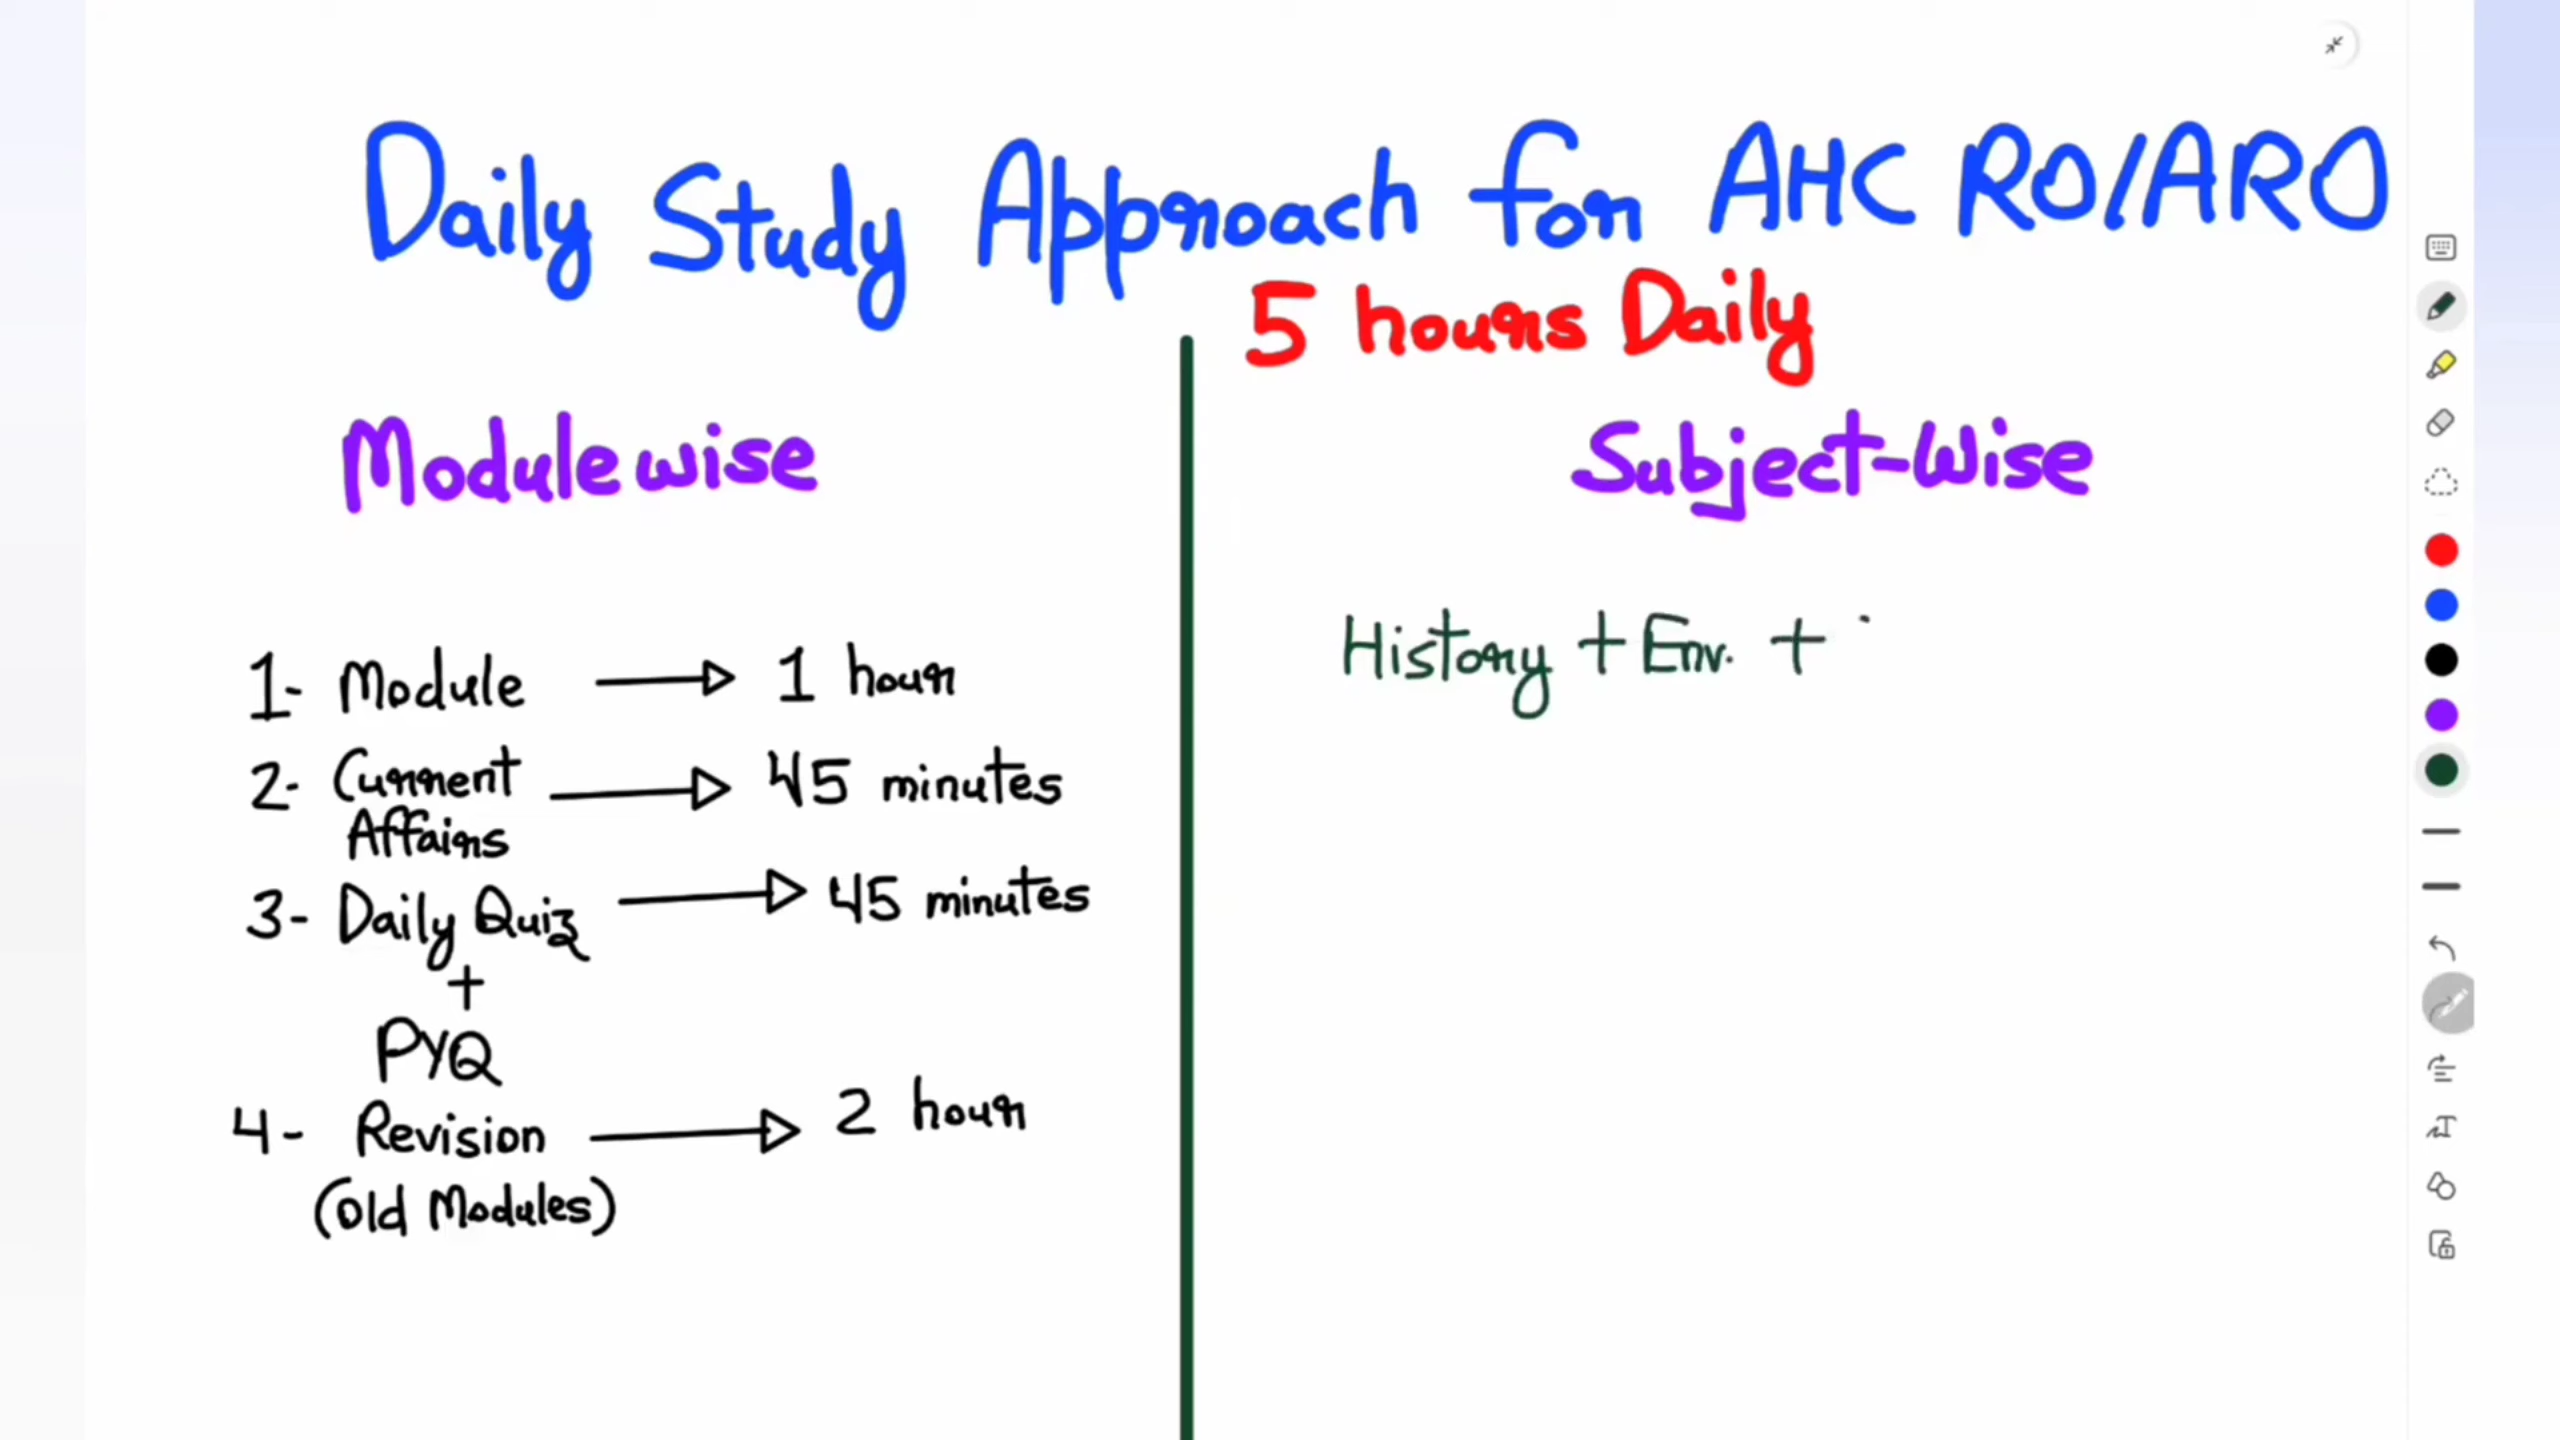 Daily Study Approach for AHC RO/ARO
5 hours Daily
Modulewise
1- Module → 1 hour
2- Current Affairs → 45 minutes
3- Daily Quiz + PYQ → 45 minutes
4- Revision (Old Modules) → 2 hour
Subject-Wise
History + Env. +